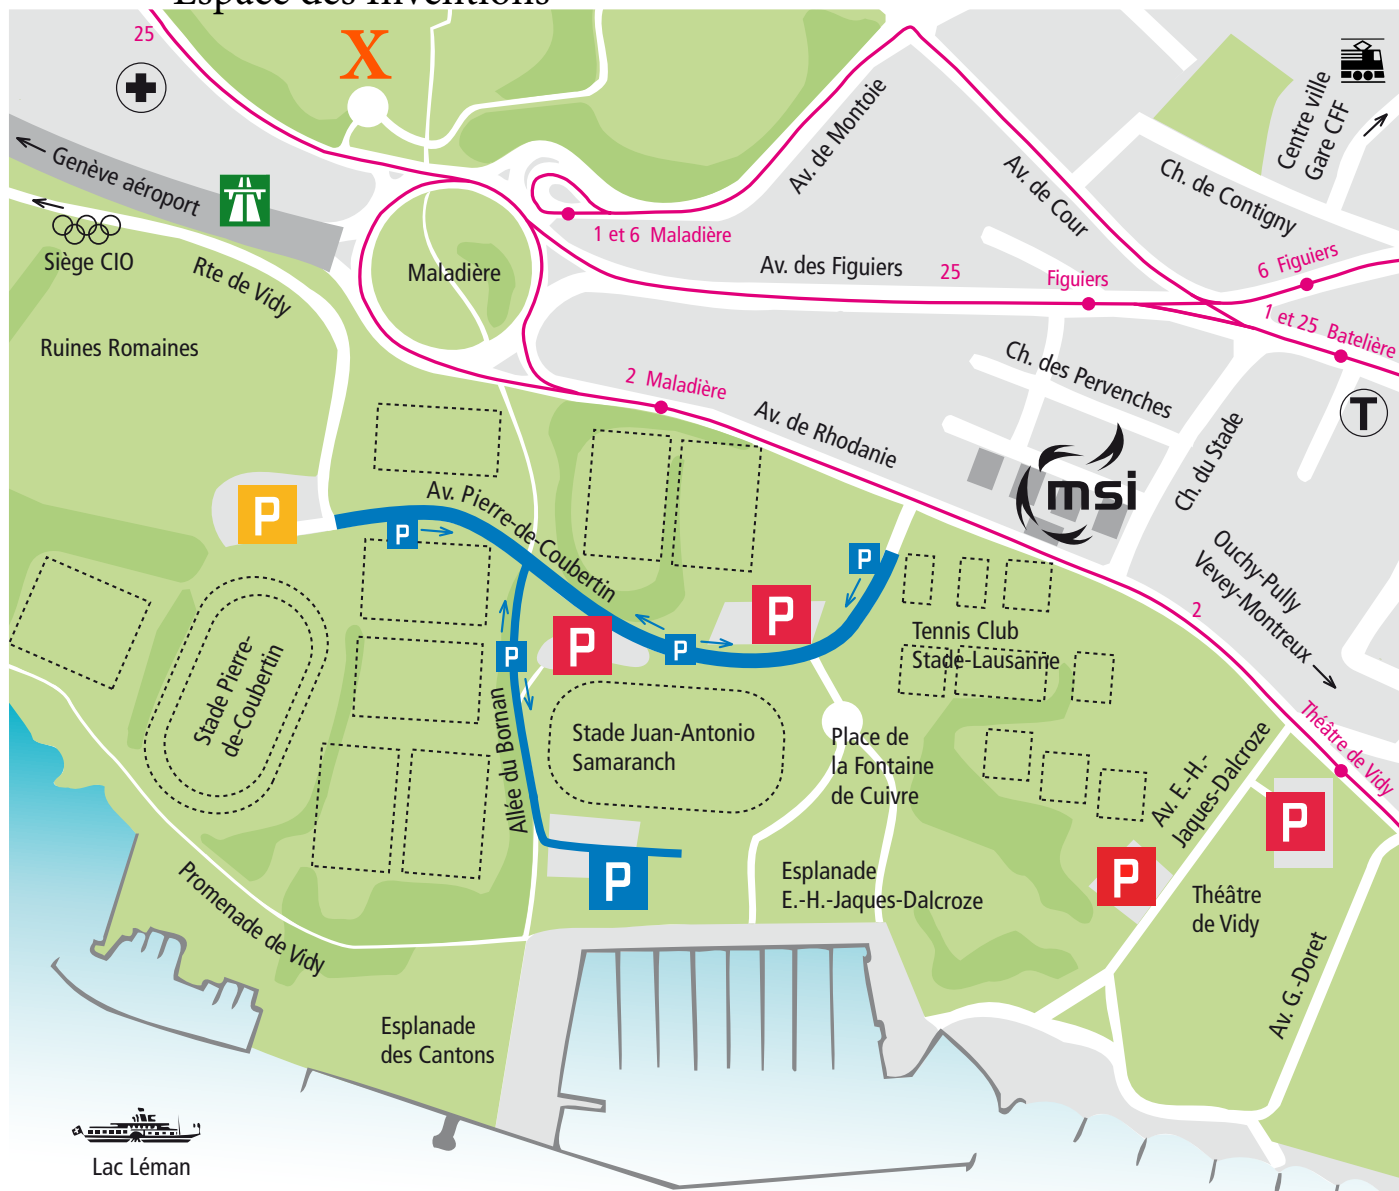 Espace des Inventions
25
X
Genève aéroport
Siège CIO
Rte de Vidy
Ruines Romaines
Maladière
1 et 6 Maladière
Av. de Montoie
Av. de Cour
Centre ville
Gare CFF
Ch. de Contigny
Av. des Figuiers
25
Figuiers
6 Figuiers
1 et 25 Batelière
T
2 Maladière
Av. de Rhodanie
Ch. des Pervenches
Ch. du Stade
msi
Ouchy-Pully
Vevey-Montreux
2
Théâtre de Vidy
P
Av. Pierre-de-Coubertin
P
P
P
P
P
P
Tennis Club
Stade-Lausanne
Stade Pierre-
de-Coubertin
Allée du Bornan
Stade Juan-Antonio
Samaranch
Place de
la Fontaine
de Cuivre
Av. E.-H.-
Jaques-Dalcroze
P
P
P
Esplanade
E.-H.-Jaques-Dalcroze
Théâtre
de Vidy
Av. G.-Doret
Promenade de Vidy
Esplanade
des Cantons
Lac Léman